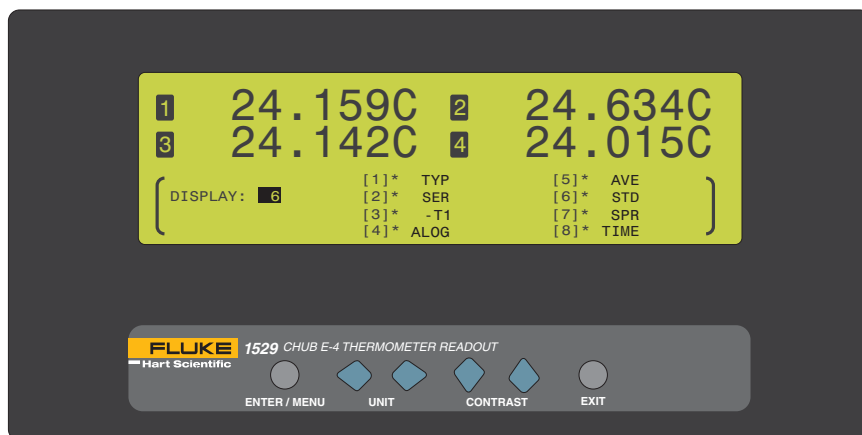 1 24.159C 2 24.634C
3 24.142C 4 24.015C
DISPLAY: 6
[1]* TYP [5]* AVE
[2]* SER [6]* STD
[3]* -T1 [7]* SPR
[4]* ALOG [8]* TIME
FLUKE
Hart Scientific
1529 CHUB E-4 THERMOMETER READOUT
ENTER / MENU UNIT CONTRAST EXIT